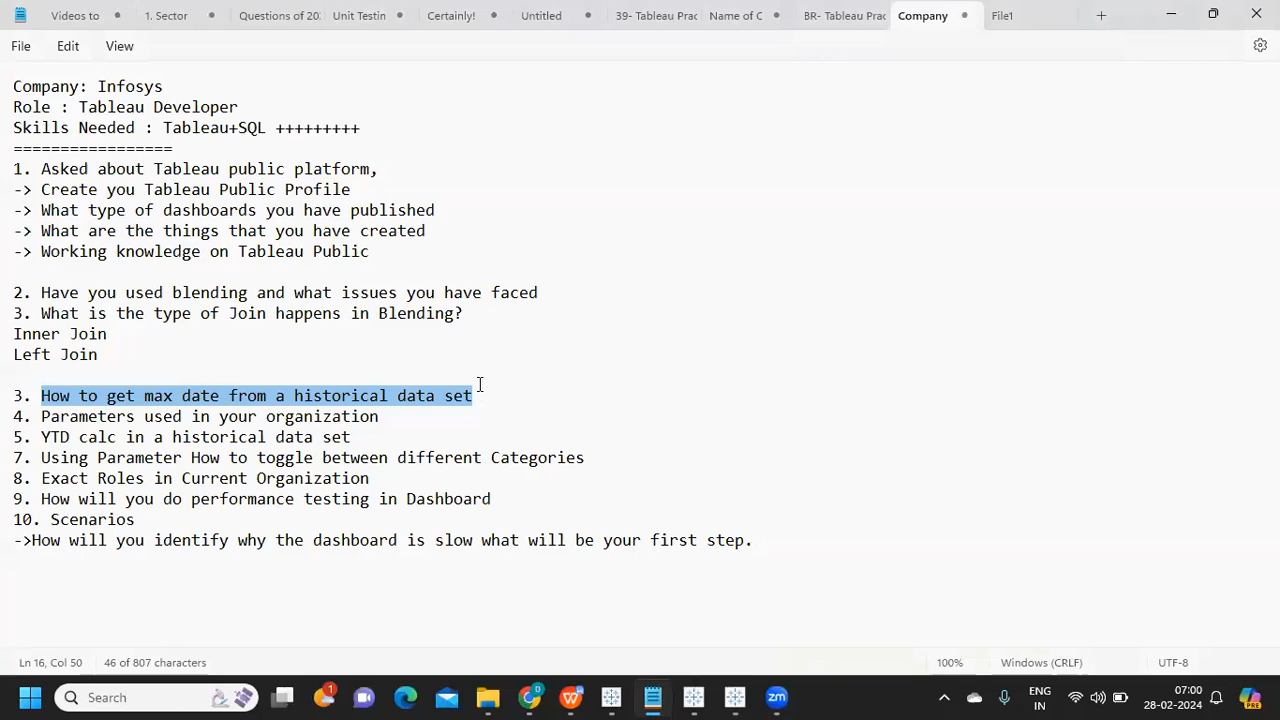 Videos to
1. Sector
Questions of 20
Unit Testin
Certainly!
Untitled
39- Tableau Prac
Name of C
BR- Tableau Prac
Company
File1
File
Edit
View
Company: Infosys
Role : Tableau Developer
Skills Needed : Tableau+SQL +++++++++
=================
1. Asked about Tableau public platform,
-> Create you Tableau Public Profile
-> What type of dashboards you have published
-> What are the things that you have created
-> Working knowledge on Tableau Public
2. Have you used blending and what issues you have faced
3. What is the type of Join happens in Blending?
Inner Join
Left Join
3. How to get max date from a historical data set
4. Parameters used in your organization
5. YTD calc in a historical data set
7. Using Parameter How to toggle between different Categories
8. Exact Roles in Current Organization
9. How will you do performance testing in Dashboard
10. Scenarios
->How will you identify why the dashboard is slow what will be your first step.
Ln 16, Col 50
46 of 807 characters
100%
Windows (CRLF)
UTF-8
Search
1
D
zm
ENG
IN
07:00
28-02-2024
PRE